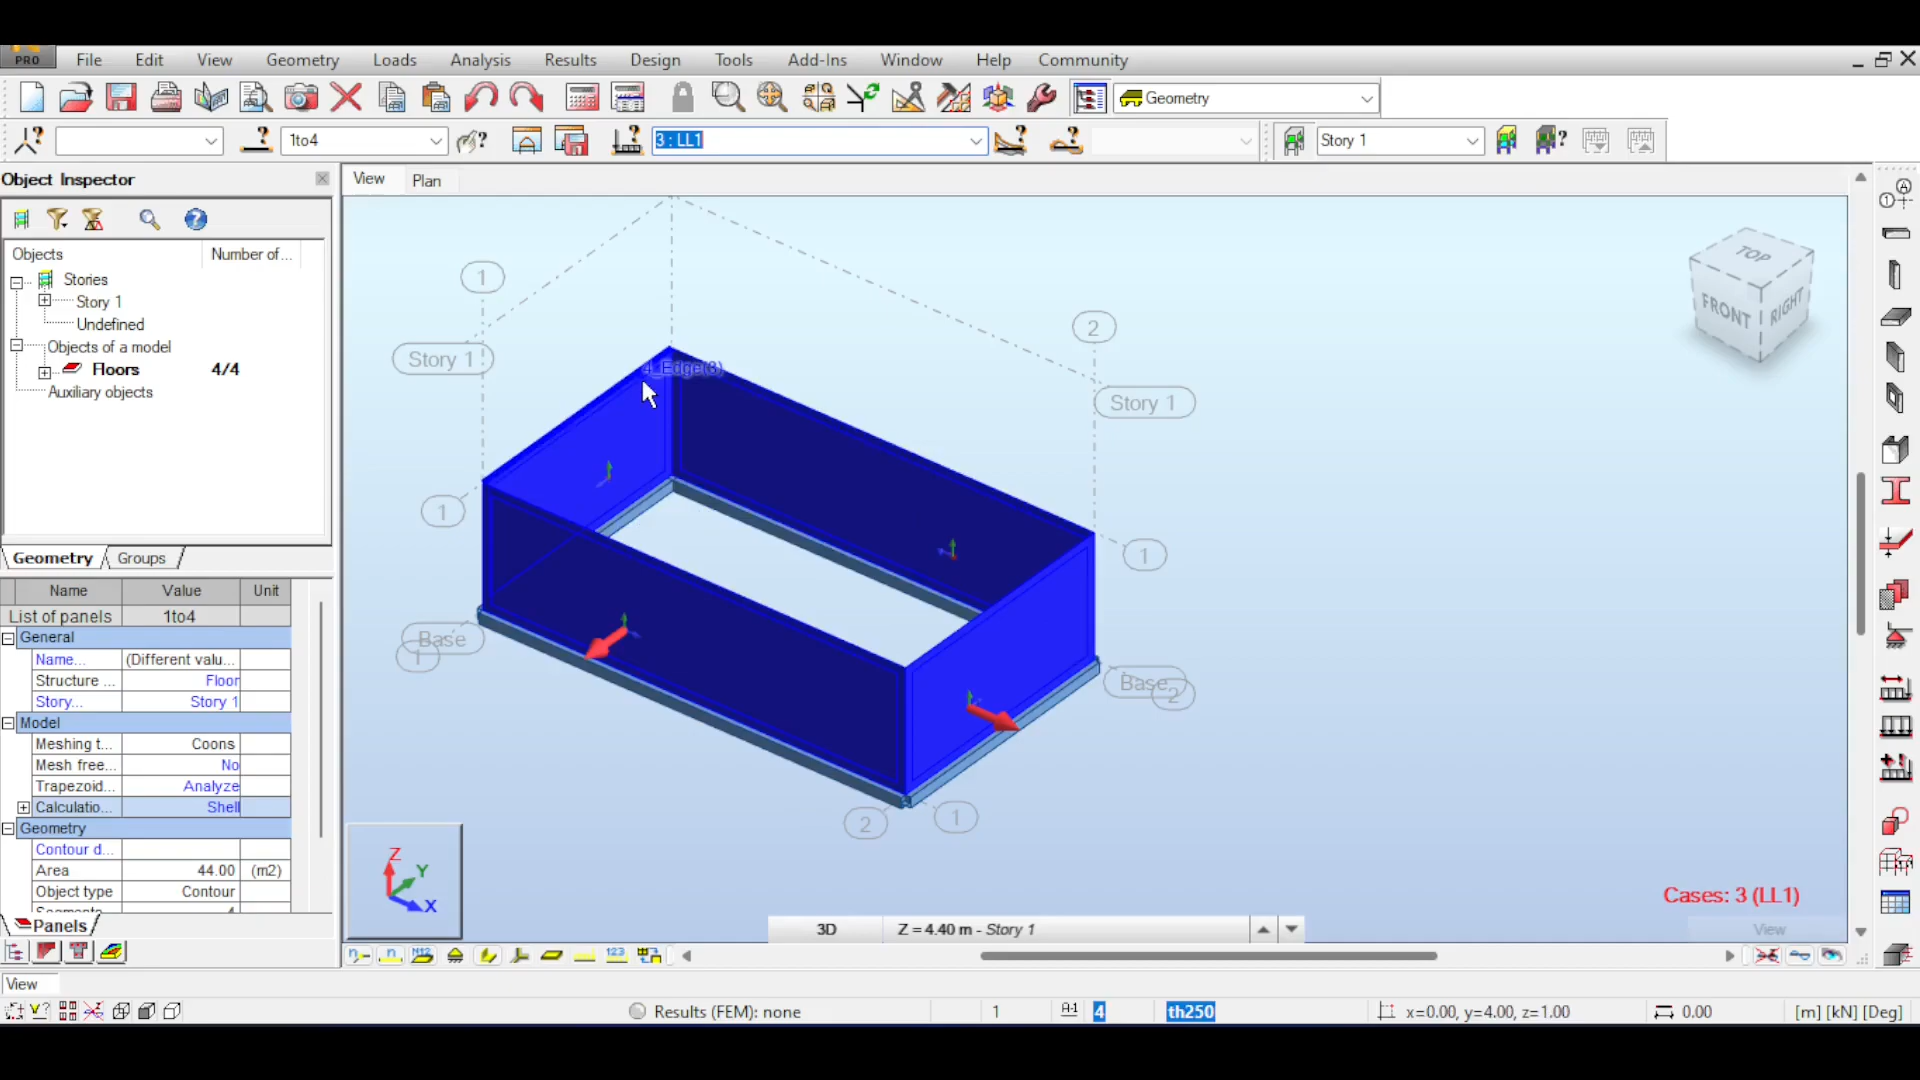 PRO File Edit View Geometry Loads Analysis Results Design Tools Add-Ins Window Help Community
Geometry
1to4 3 : LL1 Story 1
Object Inspector
View Plan
Objects Number of...
Stories
Story 1
Undefined
Objects of a model
Floors 4/4
Auxiliary objects
Geometry Groups
Name Value Unit
List of panels 1to4
General
Name... (Different valu...
Structure ... Floor
Story... Story 1
Model
Meshing t... Coons
Mesh free... No
Trapezoid... Analyze
Calculatio... Shell
Geometry
Contour d...
Area 44.00 (m2)
Object type Contour
Panels
TOP
FRONT RIGHT
1
2
Story 1
4_Edge(3)
Story 1
1
1
Base
1
Base
2
2
1
Z
Y
X
Cases: 3 (LL1)
3D Z = 4.40 m - Story 1
View
View
Results (FEM): none 1 4 th250 x=0.00, y=4.00, z=1.00 0.00 [m] [kN] [Deg]